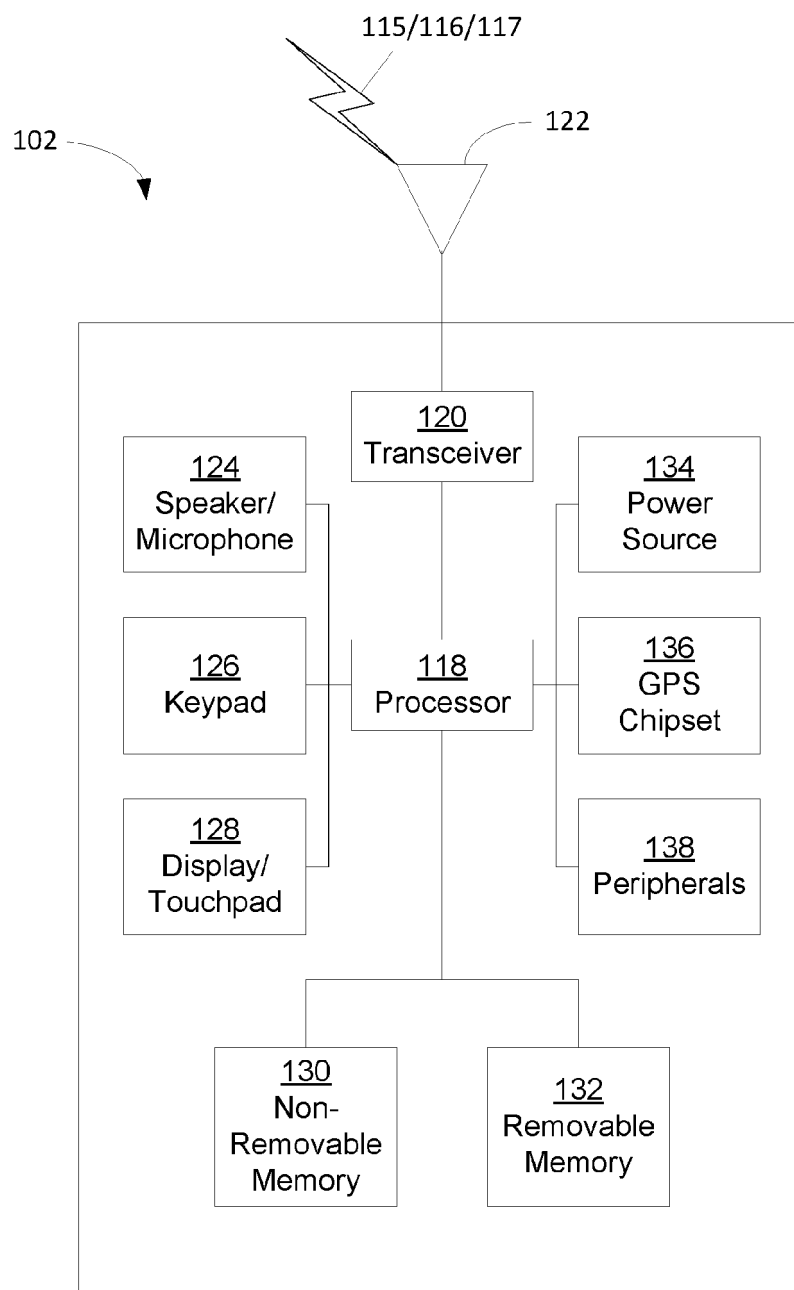 115/116/117
122
102
120
Transceiver
124
Speaker/
Microphone
134
Power
Source
126
Keypad
118
Processor
136
GPS
Chipset
128
Display/
Touchpad
138
Peripherals
130
Non-
Removable
Memory
132
Removable
Memory